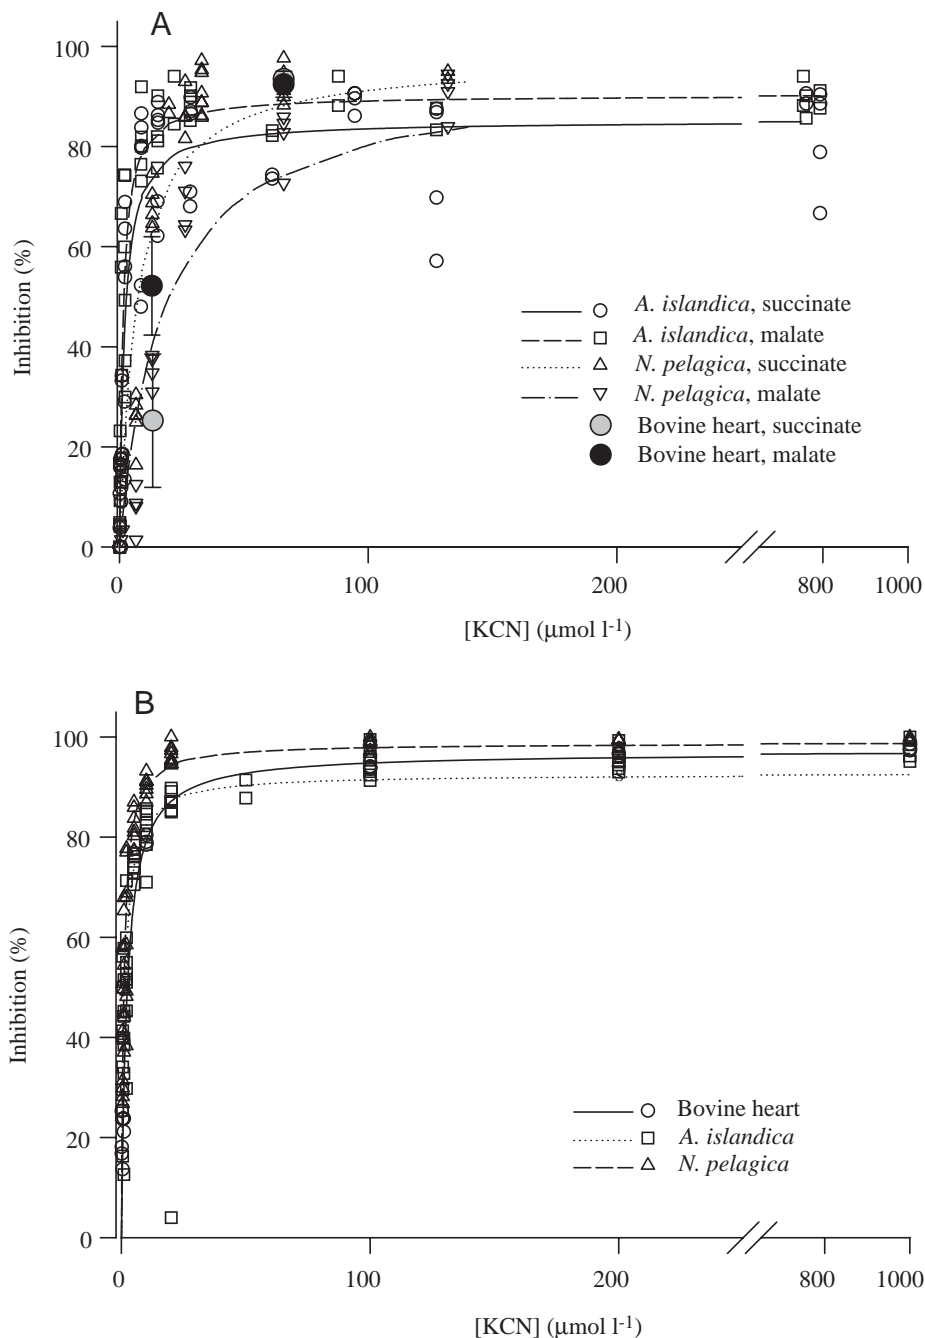 A
100
80
60
40
20
0
Inhibition (%)
A. islandica, succinate
A. islandica, malate
N. pelagica, succinate
N. pelagica, malate
Bovine heart, succinate
Bovine heart, malate
0 100 200 800 1000
[KCN] (μmol l-1)
B
100
80
60
40
20
0
Inhibition (%)
Bovine heart
A. islandica
N. pelagica
0 100 200 800 1000
[KCN] (μmol l-1)